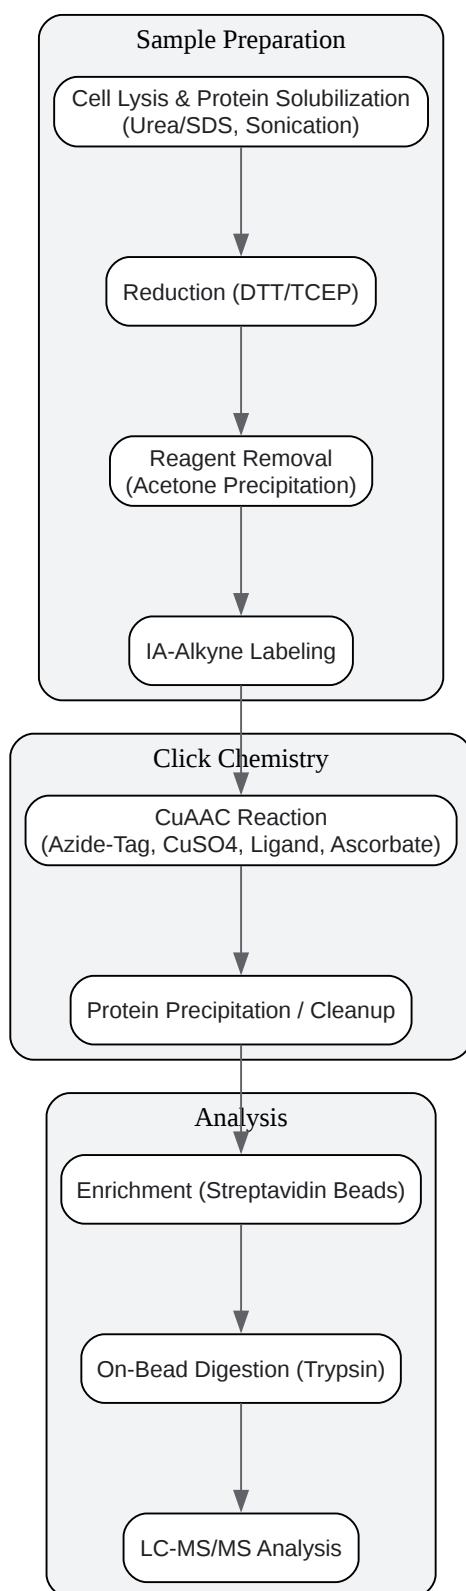 Sample Preparation
Cell Lysis & Protein Solubilization
(Urea/SDS, Sonication)
Reduction (DTT/TCEP)
Reagent Removal
(Acetone Precipitation)
IA-Alkyne Labeling
Click Chemistry
CuAAC Reaction
(Azide-Tag, CuSO4, Ligand, Ascorbate)
Protein Precipitation / Cleanup
Analysis
Enrichment (Streptavidin Beads)
On-Bead Digestion (Trypsin)
LC-MS/MS Analysis